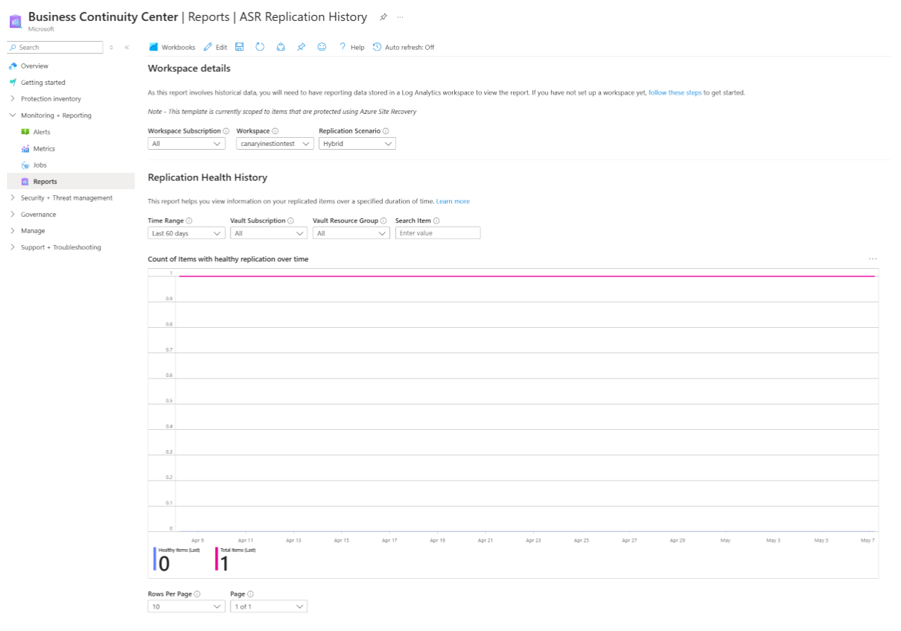 Business Continuity Center | Reports | ASR Replication History
Microsoft
Search
Workbooks Edit Help Auto refresh: Off
Overview
Getting started
Protection inventory
Monitoring + Reporting
Alerts
Metrics
Jobs
Reports
Security + Threat management
Governance
Manage
Support + Troubleshooting
Workspace details
As this report involves historical data, you will need to have reporting data stored in a Log Analytics workspace to view the report. If you have not set up a workspace yet, follow these steps to get started.
Note - This template is currently scoped to items that are protected using Azure Site Recovery
Workspace Subscription Workspace Replication Scenario
All canaryinestiontest Hybrid
Replication Health History
This report helps you view information on your replicated items over a specified duration of time. Learn more
Time Range Vault Subscription Vault Resource Group Search Item
Last 60 days All All Enter value
Count of items with healthy replication over time
1
0.9
0.8
0.7
0.6
0.5
0.4
0.3
0.2
0.1
0
Apr 9 Apr 11 Apr 13 Apr 15 Apr 17 Apr 19 Apr 21 Apr 23 Apr 25 Apr 27 Apr 29 May May 3 May 5 May 7
Healthy Items (Last) Total Items (Last)
0 1
Rows Per Page Page
10 1 of 1